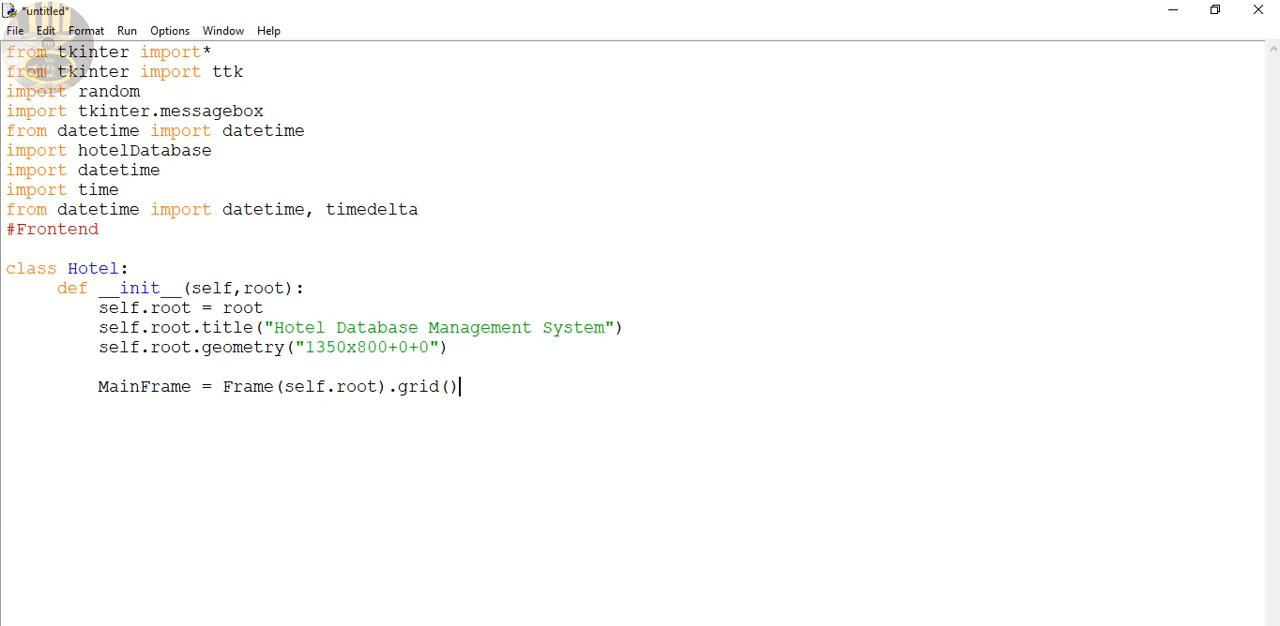 *untitled*
File Edit Format Run Options Window Help
from tkinter import*
from tkinter import ttk
import random
import tkinter.messagebox
from datetime import datetime
import hotelDatabase
import datetime
import time
from datetime import datetime, timedelta
#Frontend
class Hotel:
def __init__(self,root):
self.root = root
self.root.title("Hotel Database Management System")
self.root.geometry("1350x800+0+0")
MainFrame = Frame(self.root).grid()